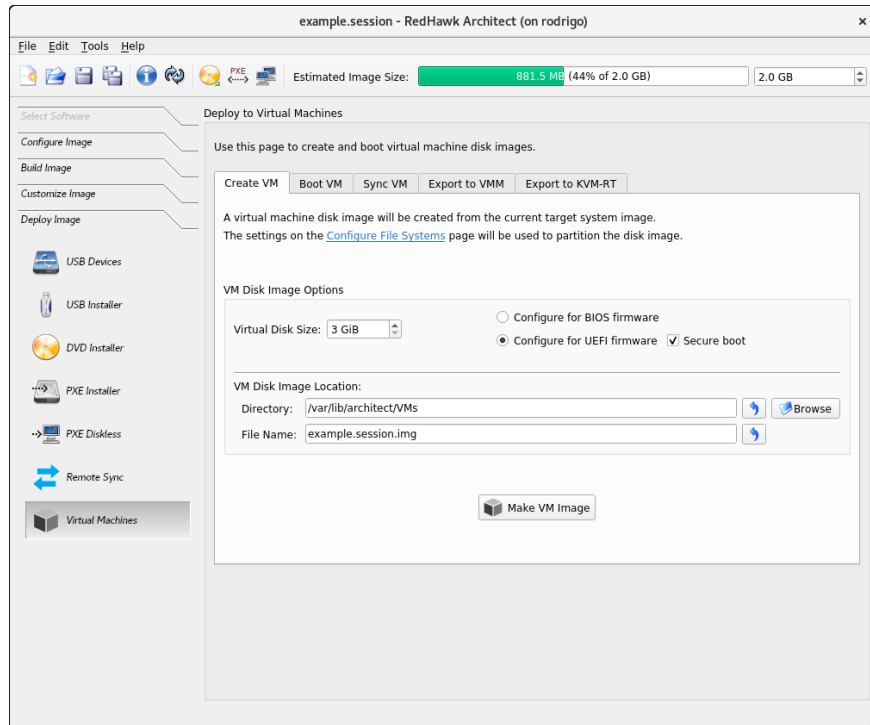 example.session - RedHawk Architect (on rodrigo)
File Edit Tools Help
PXE Estimated Image Size: 881.5 MB (44% of 2.0 GB) 2.0 GB
Select Software
Configure Image
Build Image
Customize Image
Deploy Image
USB Devices
USB Installer
DVD Installer
PXE Installer
PXE Diskless
Remote Sync
Virtual Machines
Deploy to Virtual Machines
Use this page to create and boot virtual machine disk images.
Create VM Boot VM Sync VM Export to VMM Export to KVM-RT
A virtual machine disk image will be created from the current target system image.
The settings on the Configure File Systems page will be used to partition the disk image.
VM Disk Image Options
Virtual Disk Size: 3 GiB
Configure for BIOS firmware
Configure for UEFI firmware Secure boot
VM Disk Image Location:
Directory: /var/lib/architect/VMs Browse
File Name: example.session.img
Make VM Image